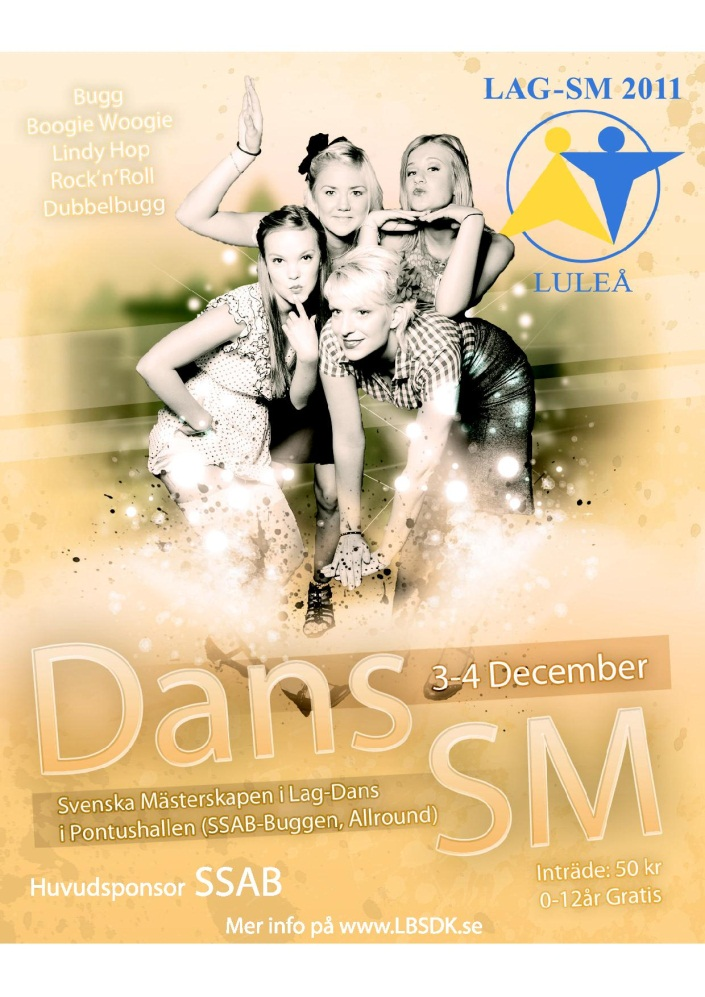 Bugg
Boogie Woogie
Lindy Hop
Rock'n'Roll
Dubbelbugg
LAG-SM 2011
LULEÅ
Dans
3-4 December
SM
Svenska Mästerskapen i Lag-Dans
i Pontushallen (SSAB-Buggen, Allround)
Inträde: 50 kr
0-12år Gratis
Huvudsponsor SSAB
Mer info på www.LBSDK.se